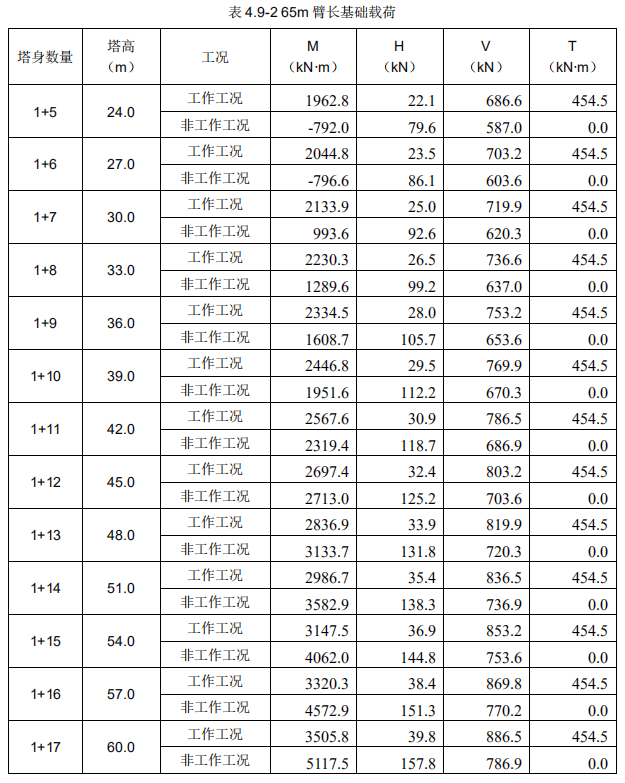 表 4.9-2 65m 臂长基础载荷
塔身数量 塔高（m） 工况 M（kN·m） H（kN） V（kN） T（kN·m）
1+5 24.0 工作工况 1962.8 22.1 686.6 454.5
非工作工况 -792.0 79.6 587.0 0.0
1+6 27.0 工作工况 2044.8 23.5 703.2 454.5
非工作工况 -796.6 86.1 603.6 0.0
1+7 30.0 工作工况 2133.9 25.0 719.9 454.5
非工作工况 993.6 92.6 620.3 0.0
1+8 33.0 工作工况 2230.3 26.5 736.6 454.5
非工作工况 1289.6 99.2 637.0 0.0
1+9 36.0 工作工况 2334.5 28.0 753.2 454.5
非工作工况 1608.7 105.7 653.6 0.0
1+10 39.0 工作工况 2446.8 29.5 769.9 454.5
非工作工况 1951.6 112.2 670.3 0.0
1+11 42.0 工作工况 2567.6 30.9 786.5 454.5
非工作工况 2319.4 118.7 686.9 0.0
1+12 45.0 工作工况 2697.4 32.4 803.2 454.5
非工作工况 2713.0 125.2 703.6 0.0
1+13 48.0 工作工况 2836.9 33.9 819.9 454.5
非工作工况 3133.7 131.8 720.3 0.0
1+14 51.0 工作工况 2986.7 35.4 836.5 454.5
非工作工况 3582.9 138.3 736.9 0.0
1+15 54.0 工作工况 3147.5 36.9 853.2 454.5
非工作工况 4062.0 144.8 753.6 0.0
1+16 57.0 工作工况 3320.3 38.4 869.8 454.5
非工作工况 4572.9 151.3 770.2 0.0
1+17 60.0 工作工况 3505.8 39.8 886.5 454.5
非工作工况 5117.5 157.8 786.9 0.0